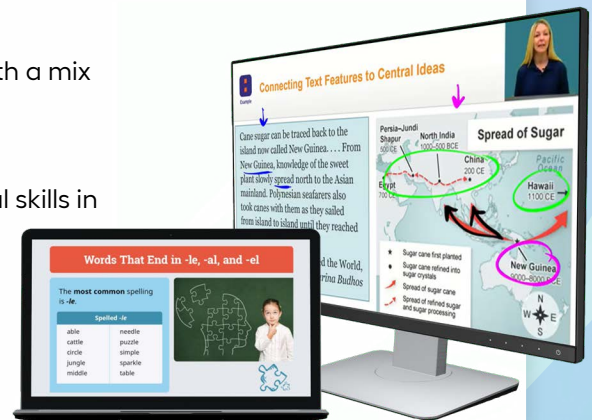 th a mix
al skills in
Example
Connecting Text Features to Central Ideas
Cane sugar can be traced back to the
island now called New Guinea. . . . From
New Guinea, knowledge of the sweet
plant slowly spread north to the Asian
mainland. Polynesian seafarers also
took canes with them as they sailed
from island to island until they reached
ed the World,
arina Budhos
Spread of Sugar
Persia–Jundi
Shapur
500 CE
North India
1000–500 BCE
China
200 CE
Egypt
700 CE
Pacific
Ocean
Hawaii
1100 CE
New Guinea
9000–8000 BCE
Sugar cane first planted
Sugar cane refined into
sugar crystals
Spread of sugar cane
Spread of refined sugar
and sugar processing
N
W E
S
Words That End in -le, -al, and -el
The most common spelling
is -le.
Spelled -le
able needle
cattle puzzle
circle simple
jungle sparkle
middle table